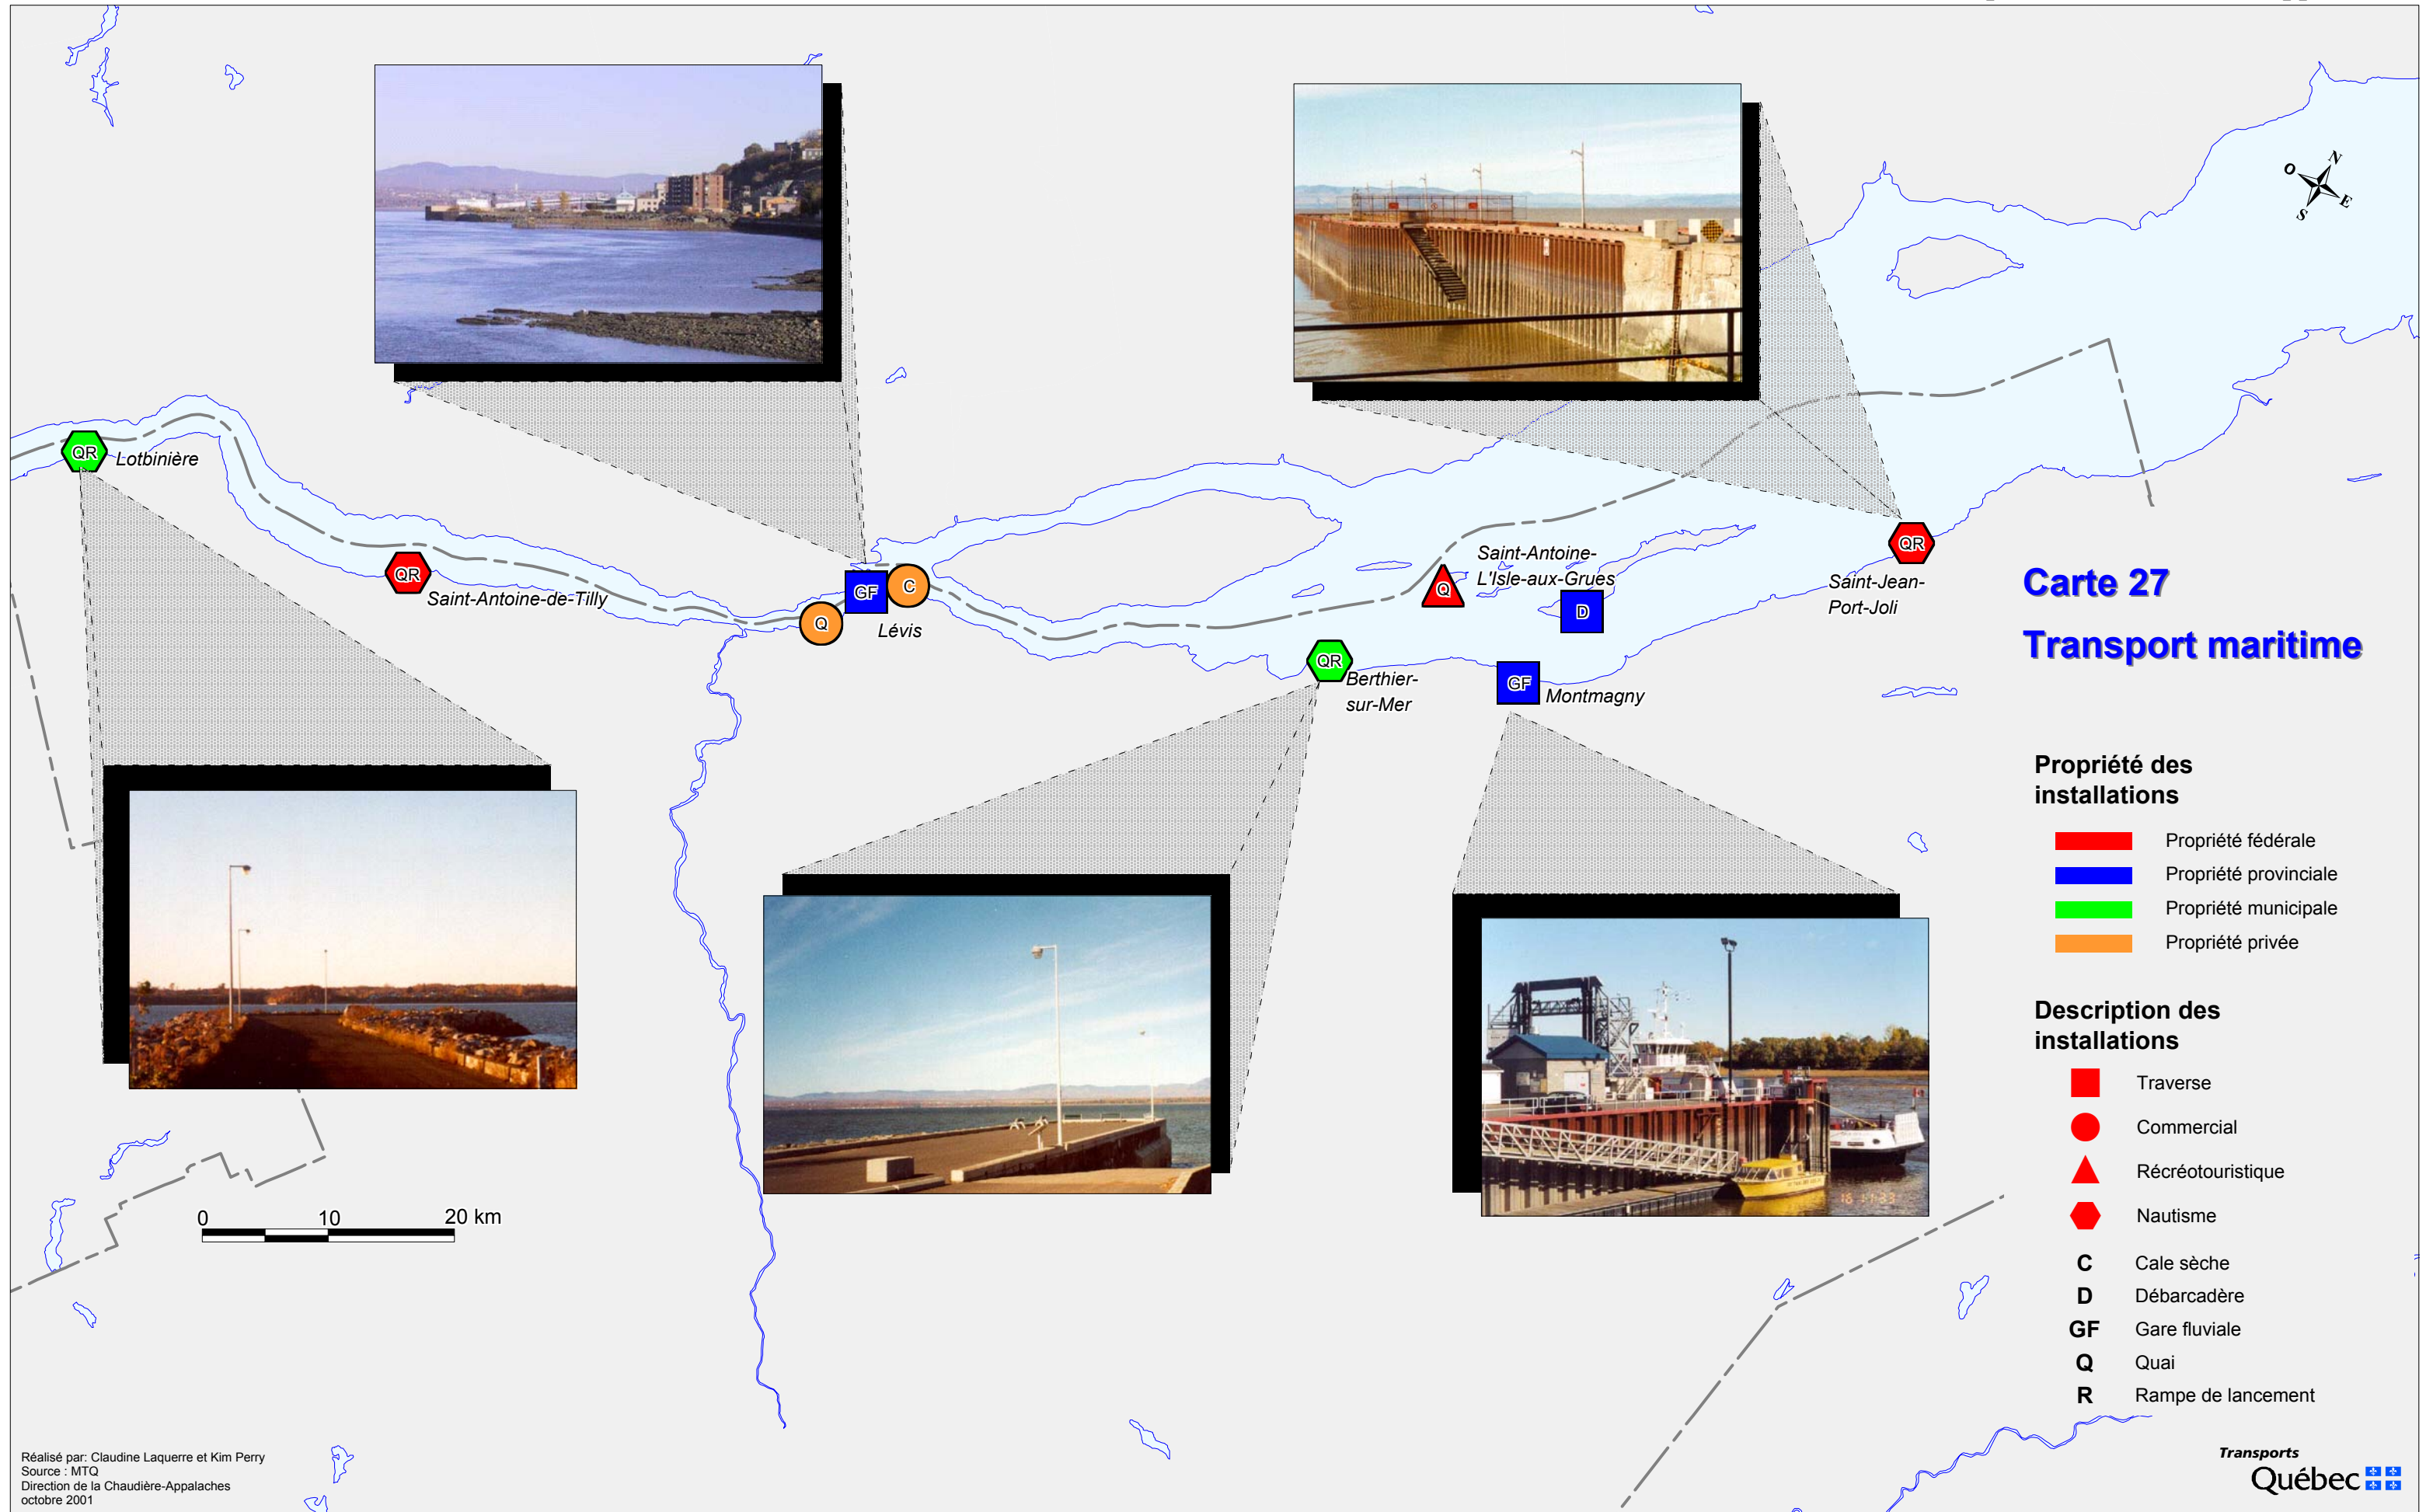 N
O
E
S
QR
Lotbinière
QR
Saint-Antoine-de-Tilly
Q
GF
C
Lévis
Q
Saint-Antoine-
L'Isle-aux-Grues
D
QR
Saint-Jean-
Port-Joli
QR
Berthier-
sur-Mer
GF
Montmagny
Carte 27
Transport maritime
Propriété des
installations
Propriété fédérale
Propriété provinciale
Propriété municipale
Propriété privée
Description des
installations
Traverse
Commercial
Récréotouristique
Nautisme
C Cale sèche
D Débarcadère
GF Gare fluviale
Q Quai
R Rampe de lancement
0 10 20 km
Réalisé par: Claudine Laquerre et Kim Perry
Source : MTQ
Direction de la Chaudière-Appalaches
octobre 2001
Transports
Québec